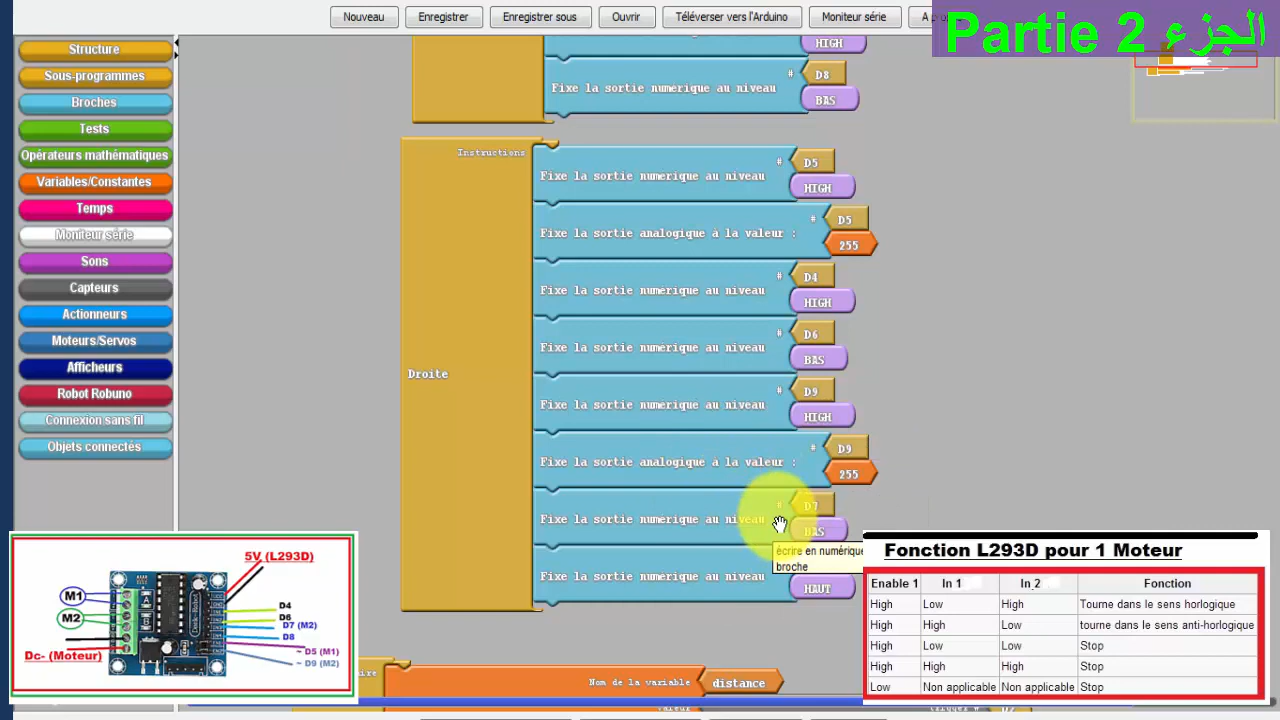 Nouveau
Enregistrer
Enregistrer sous
Ouvrir
Téléverser vers l'Arduino
Moniteur série
Partie 2 الجزء
Structure
Sous-programmes
Broches
Tests
Opérateurs mathématiques
Variables/Constantes
Temps
Moniteur série
Sons
Capteurs
Actionneurs
Moteurs/Servos
Afficheurs
Robot Robuno
Connexion sans fil
Objets connectés
HIGH
Fixe la sortie numérique au niveau # D8
BAS
Instructions
Droite
Fixe la sortie numérique au niveau # D5
HIGH
Fixe la sortie analogique à la valeur : # D5
255
Fixe la sortie numérique au niveau # D4
HIGH
Fixe la sortie numérique au niveau # D6
BAS
Fixe la sortie numérique au niveau # D9
HIGH
Fixe la sortie analogique à la valeur : # D9
255
Fixe la sortie numérique au niveau # D7
BAS
écrire en numérique
broche
Fixe la sortie numérique au niveau
HAUT
Nom de la variable distance
valeur
5V (L293D)
M1
M2
D4
D6
D7 (M2)
D8
~ D5 (M1)
~ D9 (M2)
Dc- (Moteur)
A
B
Fonction L293D pour 1 Moteur
Enable 1 In 1 In 2 Fonction
High Low High Tourne dans le sens horlogique
High High Low tourne dans le sens anti-horlogique
High Low Low Stop
High High High Stop
Low Non applicable Non applicable Stop